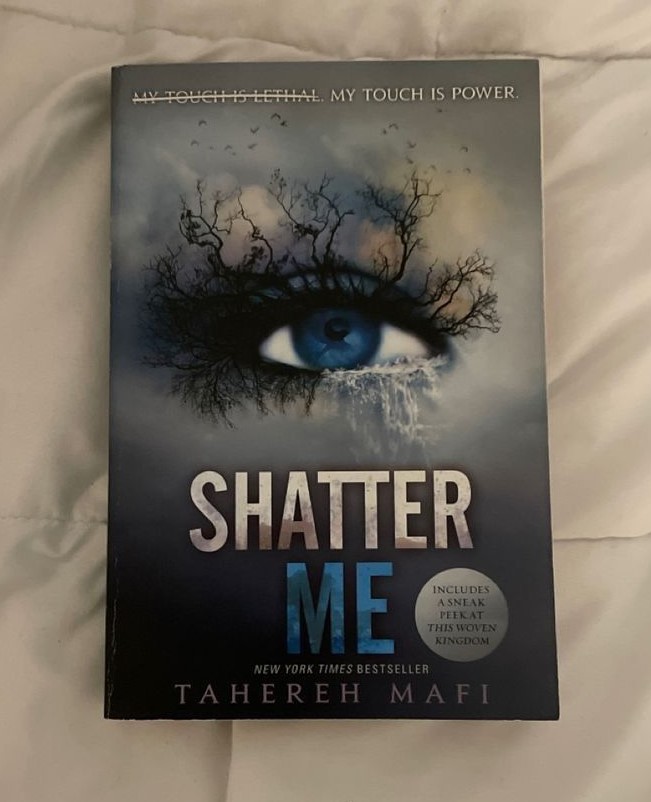 MY TOUCH IS LETHAL. MY TOUCH IS POWER.
SHATTER
ME
INCLUDES
A SNEAK
PEEK AT
THIS WOVEN
KINGDOM
NEW YORK TIMES BESTSELLER
TAHEREH MAFI